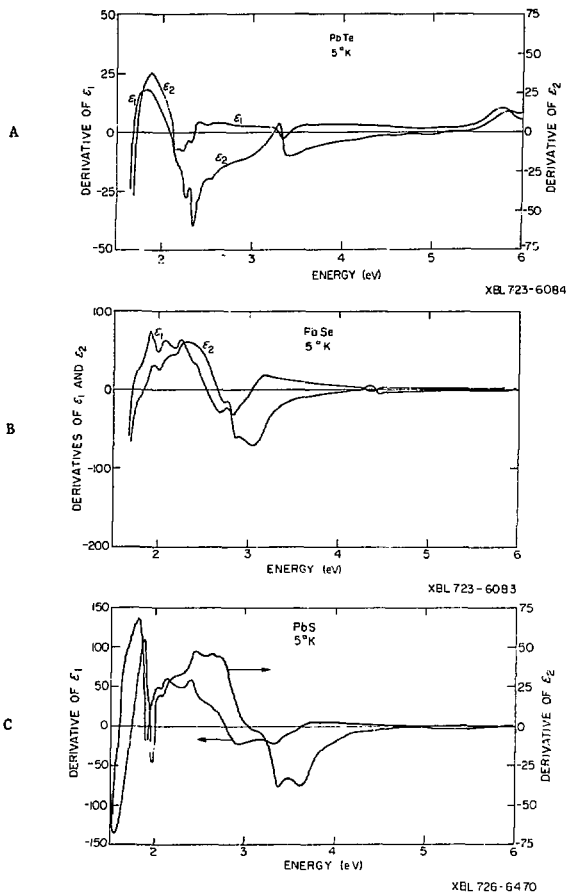 A
DERIVATIVE OF ε1
50
25
0
-25
-50
PbTe
5°K
ε1
ε2
ε1
ε2
75
50
25
0
-25
-50
-75
DERIVATIVE OF ε2
2
3
4
5
6
ENERGY (eV)
XBL 723-6084
B
DERIVATIVES OF ε1 AND ε2
100
0
-100
-200
PbSe
5°K
ε1
ε2
2
3
4
5
6
ENERGY (eV)
XBL 723-6083
C
DERIVATIVE OF ε1
150
100
50
0
-50
-100
-150
PbS
5°K
75
50
25
0
-25
-50
-75
DERIVATIVE OF ε2
2
3
4
5
6
ENERGY (eV)
XBL 726-6470